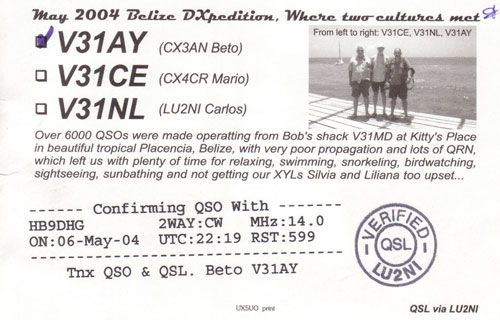 May 2004 Belize DXpedition, Where two cultures met
V31AY (CX3AN Beto)
V31CE (CX4CR Mario)
V31NL (LU2NI Carlos)
From left to right: V31CE, V31NL, V31AY
Over 6000 QSOs were made operatting from Bob's shack V31MD at Kitty's Place
in beautiful tropical Placencia, Belize, with very poor propagation and lots of QRN,
which left us with plenty of time for relaxing, swimming, snorkeling, birdwatching,
sightseeing, sunbathing and not getting our XYLs Silvia and Liliana too upset...
------ Confirming QSO With --------
HB9DHG 2WAY:CW MHz:14.0
ON:06-May-04 UTC:22:19 RST:599
-----------------------------------
Tnx QSO & QSL. Beto V31AY
VERIFIED
QSL
LU2NI
UX5UO print
QSL via LU2NI